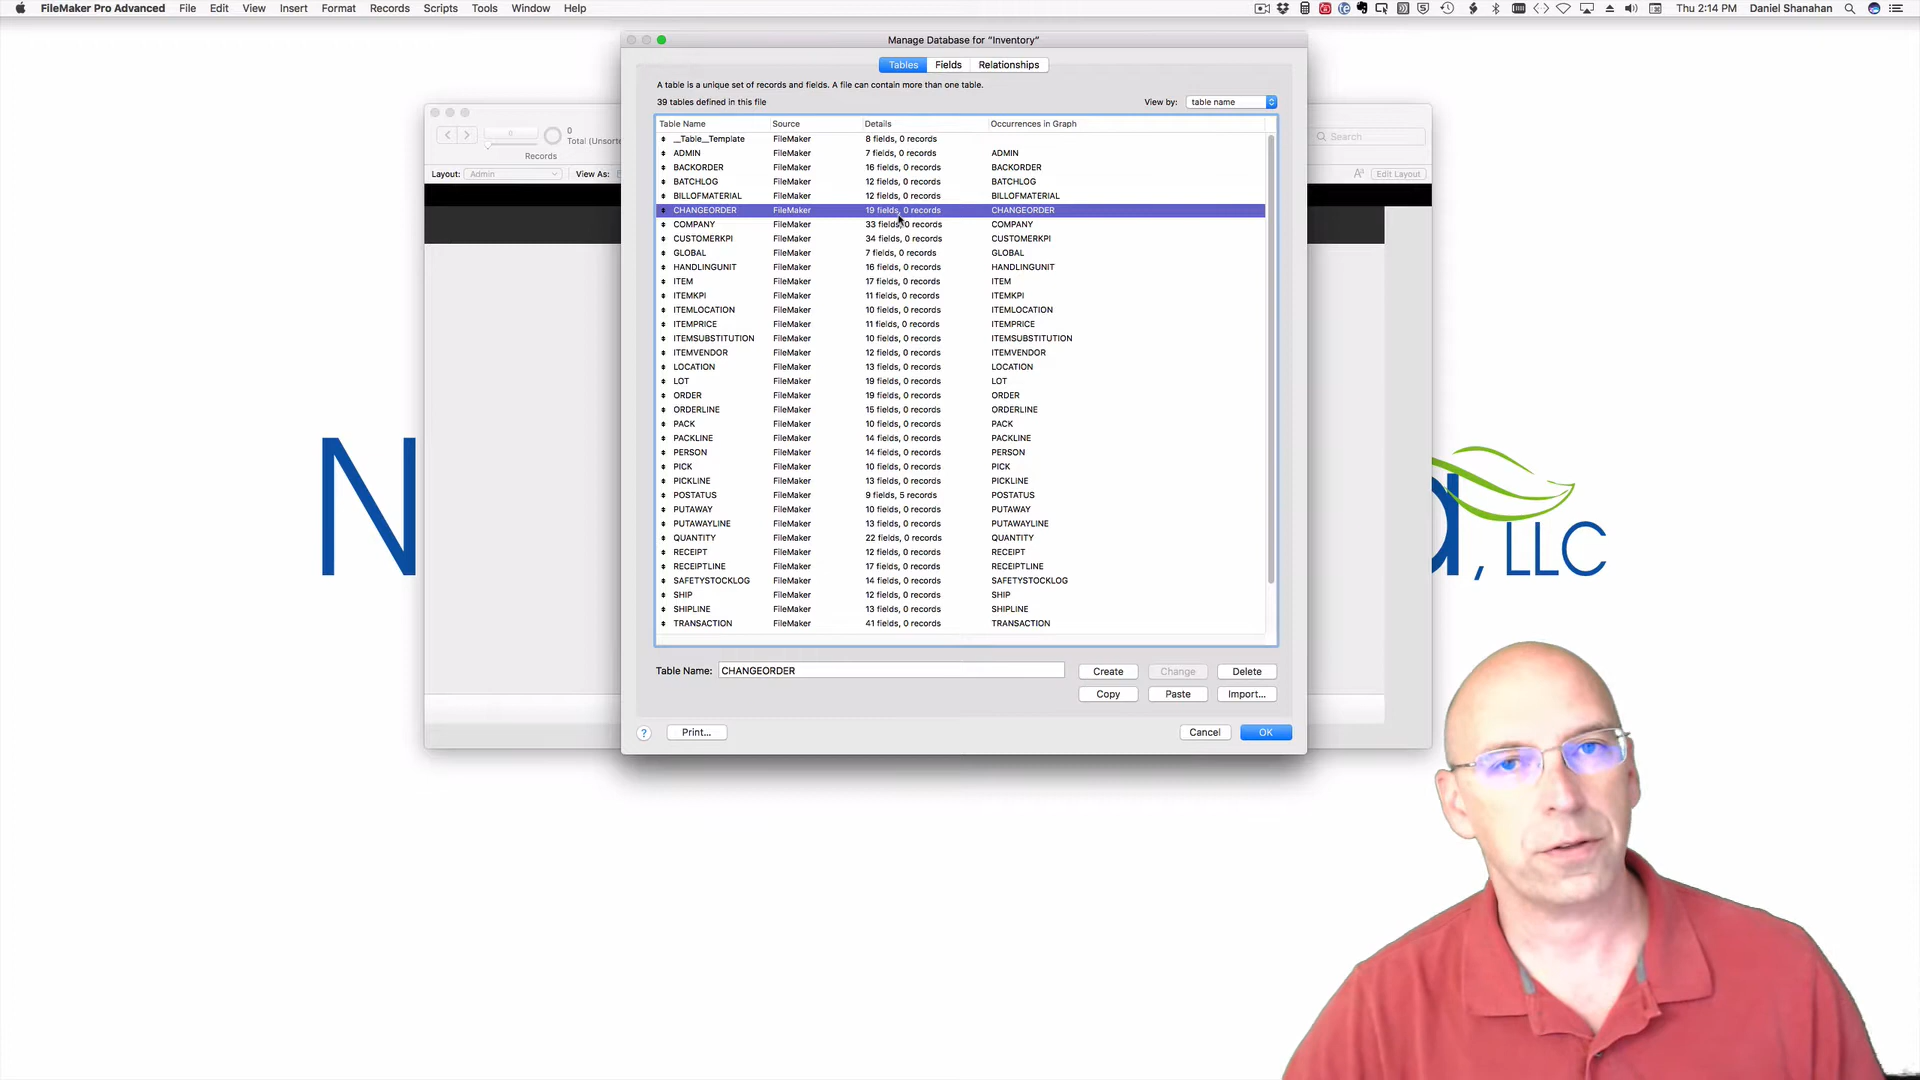 FileMaker Pro Advanced File Edit View Insert Format Records Scripts Tools Window Help Thu 2:14 PM Daniel Shanahan
Manage Database for "Inventory"
Tables Fields Relationships
A table is a unique set of records and fields. A file can contain more than one table.
39 tables defined in this file View by: table name
Table Name Source Details Occurrences in Graph
__Table__Template FileMaker 8 fields, 0 records
ADMIN FileMaker 7 fields, 0 records ADMIN
BACKORDER FileMaker 16 fields, 0 records BACKORDER
BATCHLOG FileMaker 12 fields, 0 records BATCHLOG
BILLOFMATERIAL FileMaker 12 fields, 0 records BILLOFMATERIAL
CHANGEORDER FileMaker 19 fields, 0 records CHANGEORDER
COMPANY FileMaker 33 fields, 0 records COMPANY
CUSTOMERKPI FileMaker 34 fields, 0 records CUSTOMERKPI
GLOBAL FileMaker 7 fields, 0 records GLOBAL
HANDLINGUNIT FileMaker 16 fields, 0 records HANDLINGUNIT
ITEM FileMaker 17 fields, 0 records ITEM
ITEMKPI FileMaker 11 fields, 0 records ITEMKPI
ITEMLOCATION FileMaker 10 fields, 0 records ITEMLOCATION
ITEMPRICE FileMaker 11 fields, 0 records ITEMPRICE
ITEMSUBSTITUTION FileMaker 10 fields, 0 records ITEMSUBSTITUTION
ITEMVENDOR FileMaker 12 fields, 0 records ITEMVENDOR
LOCATION FileMaker 13 fields, 0 records LOCATION
LOT FileMaker 19 fields, 0 records LOT
ORDER FileMaker 19 fields, 0 records ORDER
ORDERLINE FileMaker 15 fields, 0 records ORDERLINE
PACK FileMaker 10 fields, 0 records PACK
PACKLINE FileMaker 14 fields, 0 records PACKLINE
PERSON FileMaker 14 fields, 0 records PERSON
PICK FileMaker 10 fields, 0 records PICK
PICKLINE FileMaker 13 fields, 0 records PICKLINE
POSTATUS FileMaker 9 fields, 5 records POSTATUS
PUTAWAY FileMaker 10 fields, 0 records PUTAWAY
PUTAWAYLINE FileMaker 13 fields, 0 records PUTAWAYLINE
QUANTITY FileMaker 22 fields, 0 records QUANTITY
RECEIPT FileMaker 12 fields, 0 records RECEIPT
RECEIPTLINE FileMaker 17 fields, 0 records RECEIPTLINE
SAFETYSTOCKLOG FileMaker 14 fields, 0 records SAFETYSTOCKLOG
SHIP FileMaker 12 fields, 0 records SHIP
SHIPLINE FileMaker 13 fields, 0 records SHIPLINE
TRANSACTION FileMaker 41 fields, 0 records TRANSACTION
Table Name: CHANGEORDER Create Change Delete
Copy Paste Import...
? Print... Cancel OK
0 0
Total (Unsorte
Records
Search
Layout: Admin View As: Edit Layout
N , LLC